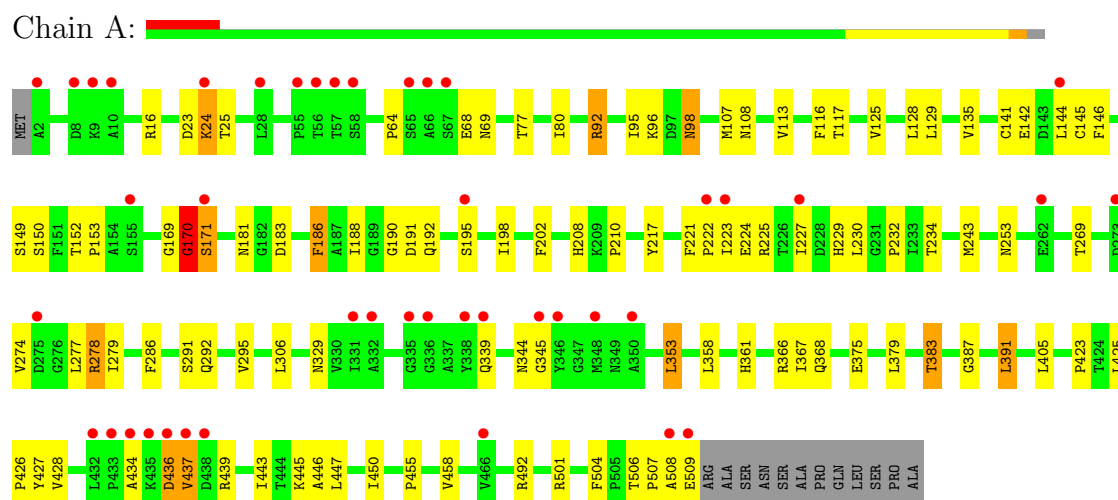 Chain A:
MET A2 D8 K9 A10 R16 D23 K24 T25 L28 P55 T56 T57 S58 P64 S65 A66 S67 E68 N69 T77 I80 R92 I95 K96 D97 N98 M107 N108 V113 F116 T117 V125 L128 L129 V135 C141 E142 D143 L144 C145 F146
S149 S150 F151 T152 P153 A154 S155 G169 G170 S171 N181 G182 D183 F186 A187 I188 G189 G190 D191 Q192 S195 I198 F202 H208 K209 P210 Y217 F221 P222 I223 E224 R225 T226 I227 D228 H229 L230 G231 P232 I233 T234 M243 N253 E262 T269
V274 D275 G276 L277 R278 I279 F286 S291 Q292 V295 L306 N329 V330 I331 A332 G335 G336 A337 Y338 Q339 N344 G345 Y346 G347 M348 N349 A350 L353 L358 H361 R366 I367 Q368 E375 L379 T383 G387 L391 L405 P423 T424 L425
P426 Y427 V428 L432 P433 A434 K435 D436 V437 D438 R439 I443 T444 K445 A446 L447 I450 P455 V458 V466 R492 R501 F504 P505 T506 P507 A508 E509 ARG ALA SER ASN SER ALA PRO GLN LEU SER PRO ALA